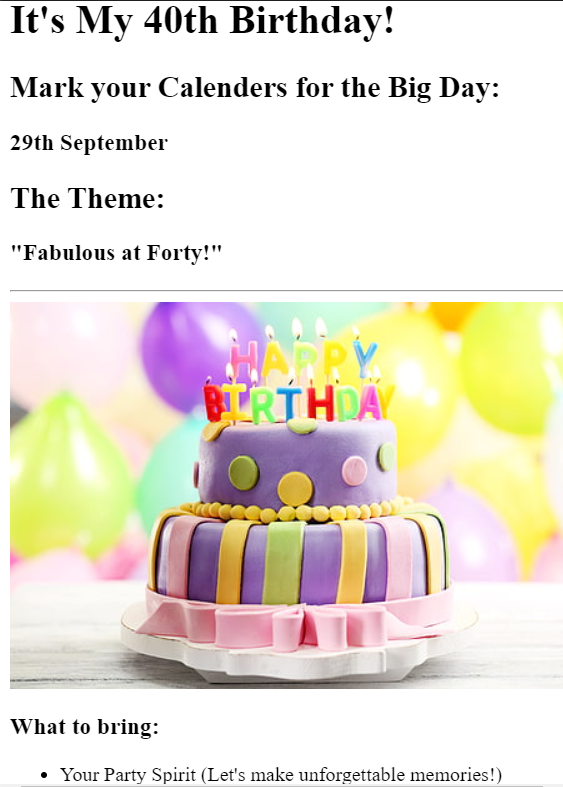 It's My 40th Birthday!
Mark your Calenders for the Big Day:
29th September
The Theme:
"Fabulous at Forty!"
HAPPY
BIRTHDAY
What to bring:
• Your Party Spirit (Let's make unforgettable memories!)